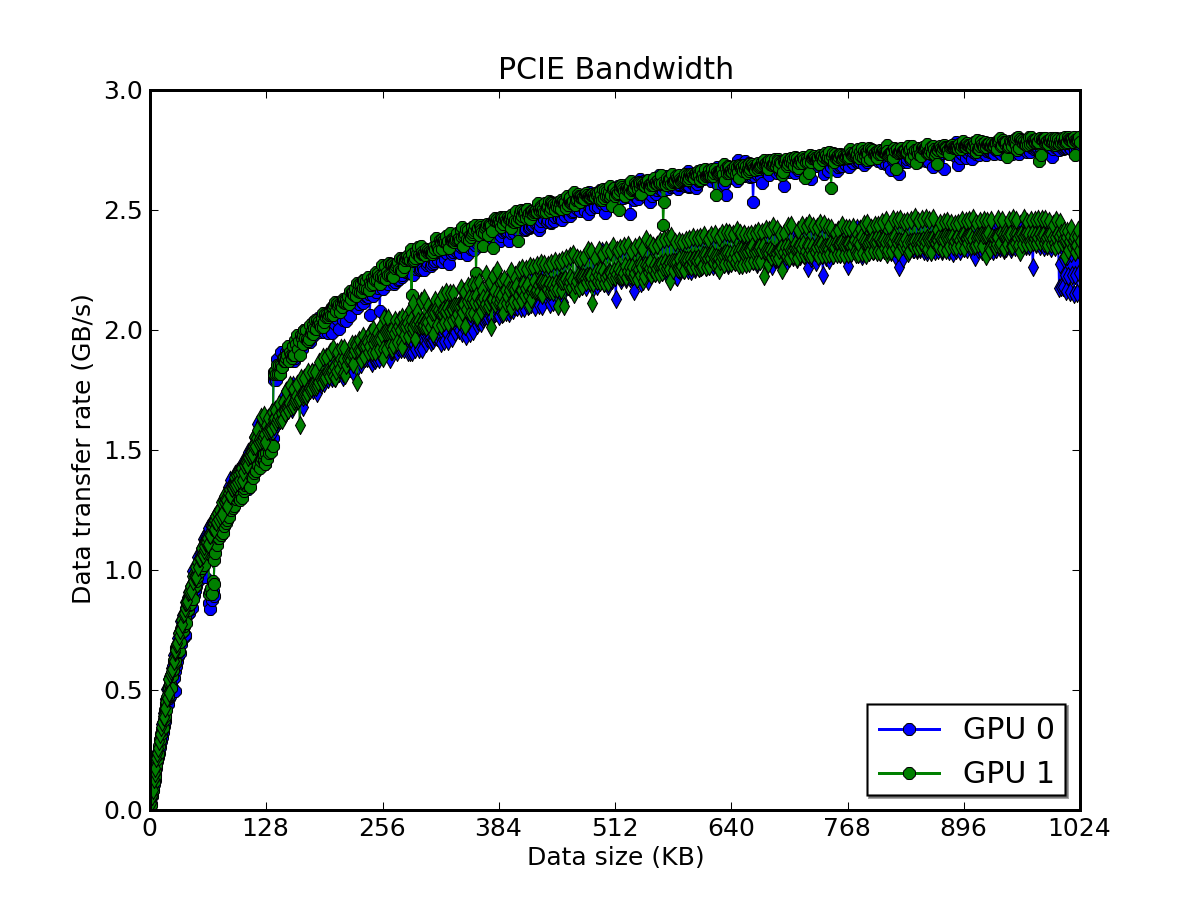 PCIE Bandwidth
3.0
2.5
2.0
1.5
1.0
0.5
0.0
Data transfer rate (GB/s)
0 128 256 384 512 640 768 896 1024
Data size (KB)
GPU 0
GPU 1